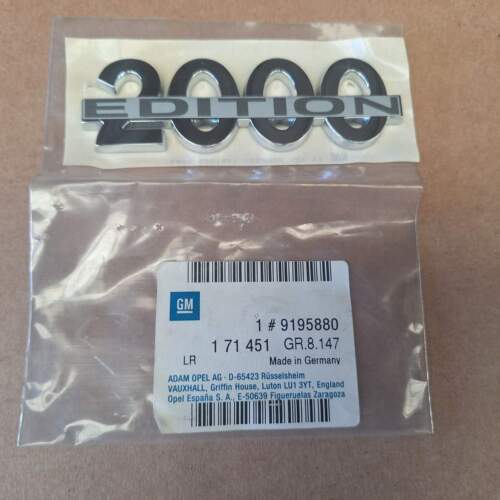 2000
EDITION
GM
1 # 9195880
1 71 451 GR.8.147
LR Made in Germany
ADAM OPEL AG - D-65423 Rüsselsheim
VAUXHALL, Griffin House, Luton LU1 3YT, England
Opel España S. A., E-50639 Figueruelas Zaragoza